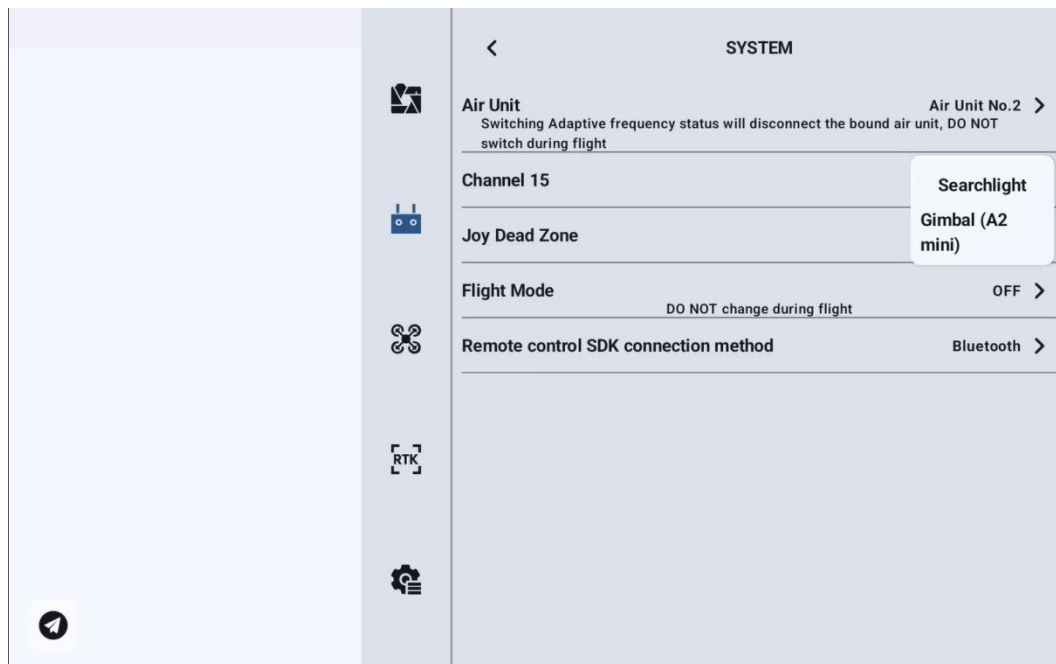 SYSTEM
Air Unit
Air Unit No.2
Switching Adaptive frequency status will disconnect the bound air unit, DO NOT
switch during flight
Channel 15
Searchlight
Joy Dead Zone
Gimbal (A2
mini)
Flight Mode
OFF
DO NOT change during flight
Remote control SDK connection method
Bluetooth
RTK